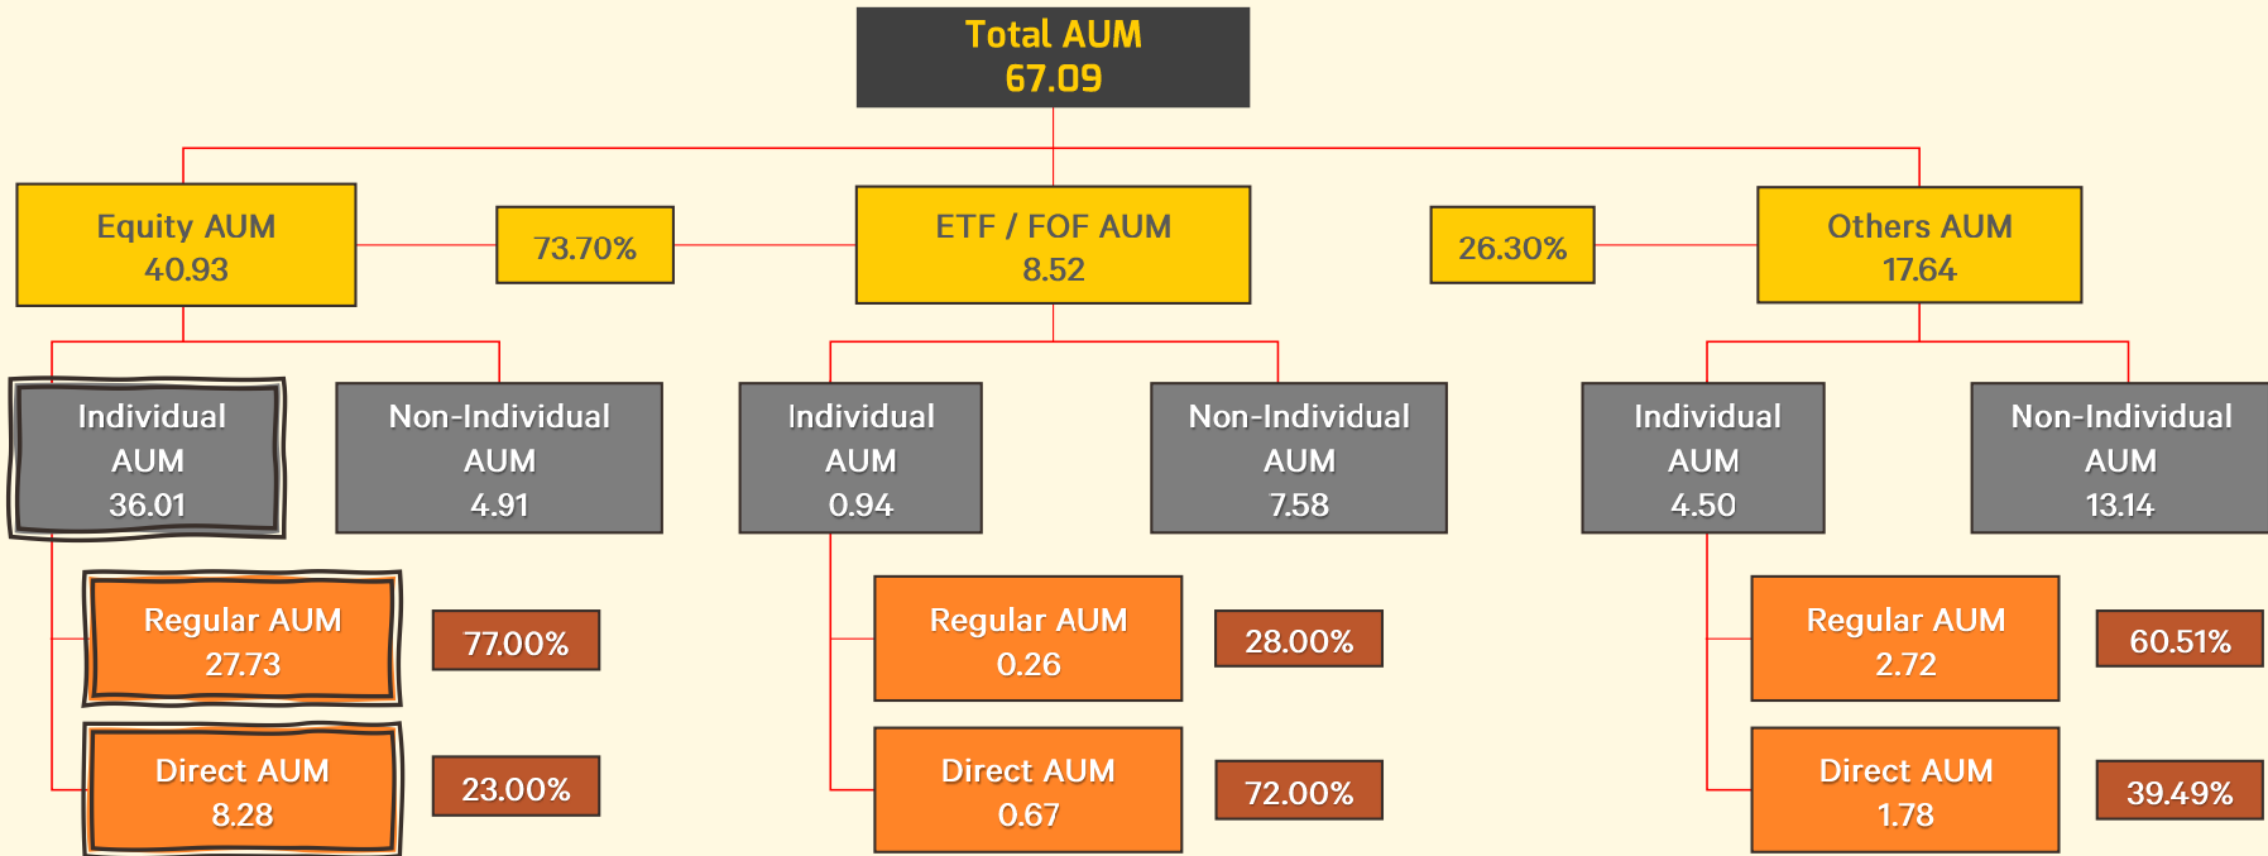 Total AUM
67.09
Equity AUM
40.93
73.70%
ETF / FOF AUM
8.52
26.30%
Others AUM
17.64
Individual
AUM
36.01
Non-Individual
AUM
4.91
Individual
AUM
0.94
Non-Individual
AUM
7.58
Individual
AUM
4.50
Non-Individual
AUM
13.14
Regular AUM
27.73
77.00%
Regular AUM
0.26
28.00%
Regular AUM
2.72
60.51%
Direct AUM
8.28
23.00%
Direct AUM
0.67
72.00%
Direct AUM
1.78
39.49%